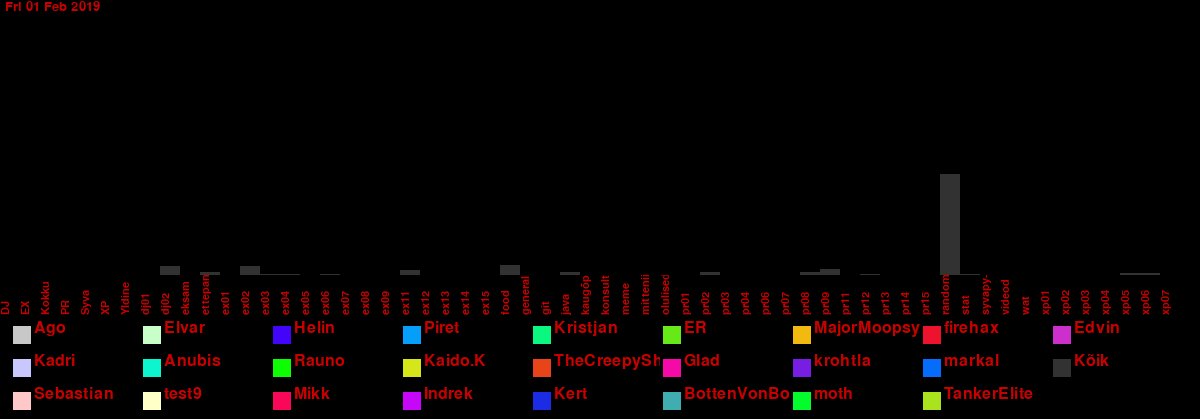 Fri 01 Feb 2019
DJ
EX
Kokku
PR
Syva
XP
Yldine
dj01
dj02
eksam
ettepan
ex01
ex02
ex03
ex04
ex05
ex06
ex07
ex08
ex09
ex11
ex12
ex13
ex14
ex15
food
general
git
java
kaugõp
konsult
meme
mittenii
olulised
pr01
pr02
pr03
pr04
pr06
pr07
pr08
pr09
pr11
pr12
pr13
pr14
pr15
random
stat
syvapy-
videod
wat
xp01
xp02
xp03
xp04
xp05
xp06
xp07
Ago Elvar Helin Piret Kristjan ER MajorMoopsy firehax Edvin
Kadri Anubis Rauno Kaido.K TheCreepySh Glad krohtla markal Kõik
Sebastian test9 Mikk Indrek Kert BottenVonBo moth TankerElite